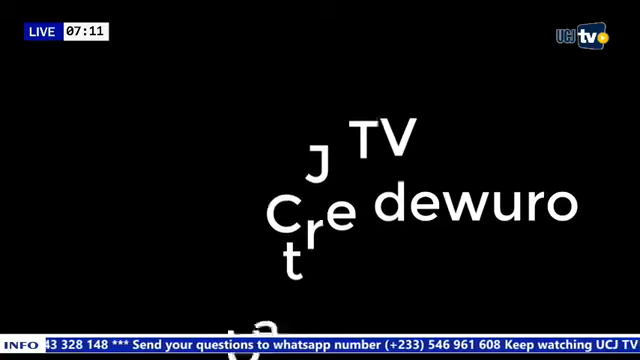 LIVE 07:11
UCJ tv
J TV
C t r e dewuro
INFO 43 328 148 *** Send your questions to whatsapp number (+233) 546 961 608 Keep watching UCJ TV